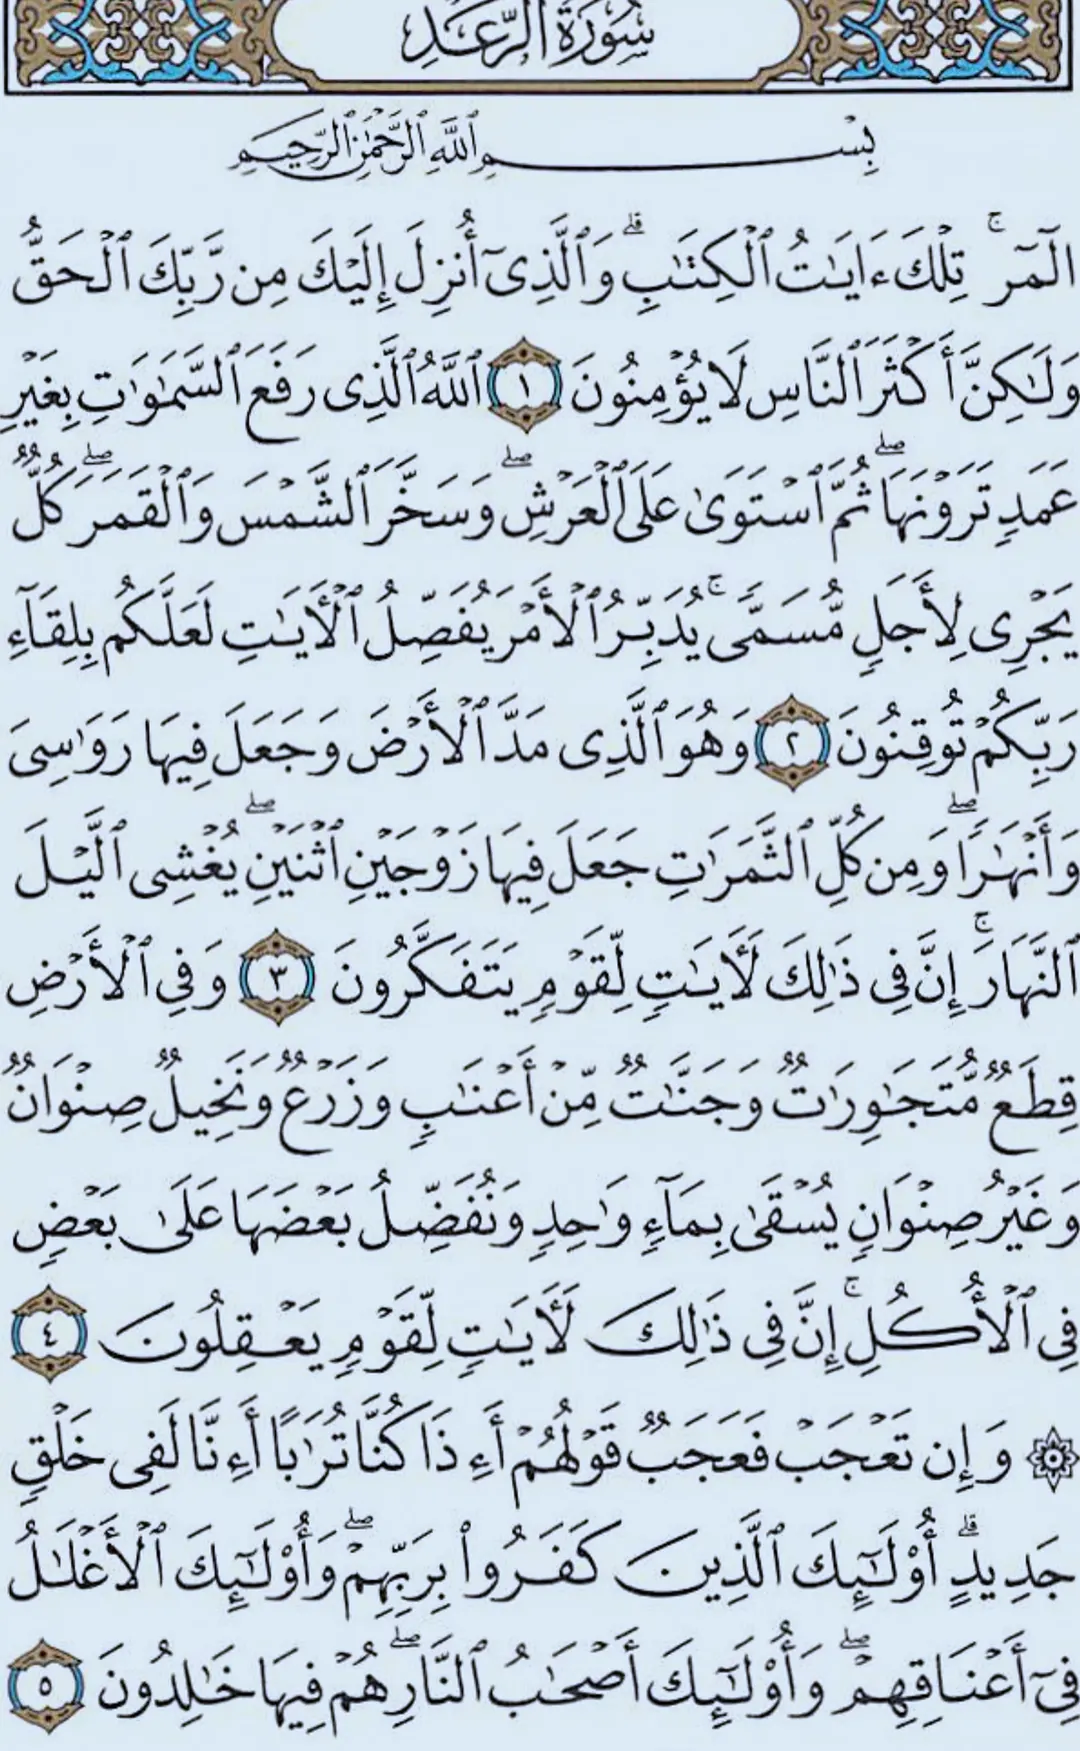 سُورَةُ الرَّعْدِ
بِسْمِ ٱللَّهِ ٱلرَّحْمَٰنِ ٱلرَّحِيمِ
الٓمٓرۚ تِلْكَ ءَايَٰتُ ٱلْكِتَٰبِۗ وَٱلَّذِىٓ أُنزِلَ إِلَيْكَ مِن رَّبِّكَ ٱلْحَقُّ
وَلَٰكِنَّ أَكْثَرَ ٱلنَّاسِ لَا يُؤْمِنُونَ ١ ٱللَّهُ ٱلَّذِى رَفَعَ ٱلسَّمَٰوَٰتِ بِغَيْرِ
عَمَدٍ تَرَوْنَهَاۖ ثُمَّ ٱسْتَوَىٰ عَلَى ٱلْعَرْشِۖ وَسَخَّرَ ٱلشَّمْسَ وَٱلْقَمَرَۖ كُلٌّ
يَجْرِى لِأَجَلٍ مُّسَمًّىۚ يُدَبِّرُ ٱلْأَمْرَ يُفَصِّلُ ٱلْأٓيَٰتِ لَعَلَّكُم بِلِقَآءِ
رَبِّكُمْ تُوقِنُونَ ٢ وَهُوَ ٱلَّذِى مَدَّ ٱلْأَرْضَ وَجَعَلَ فِيهَا رَوَٰسِىَ
وَأَنْهَٰرًاۖ وَمِن كُلِّ ٱلثَّمَرَٰتِ جَعَلَ فِيهَا زَوْجَيْنِ ٱثْنَيْنِۖ يُغْشِى ٱلَّيْلَ
ٱلنَّهَارَۚ إِنَّ فِى ذَٰلِكَ لَأٓيَٰتٍ لِّقَوْمٍ يَتَفَكَّرُونَ ٣ وَفِى ٱلْأَرْضِ
قِطَعٌ مُّتَجَٰوِرَٰتٌ وَجَنَّٰتٌ مِّنْ أَعْنَٰبٍ وَزَرْعٌ وَنَخِيلٌ صِنْوَانٌ
وَغَيْرُ صِنْوَانٍ يُسْقَىٰ بِمَآءٍ وَٰحِدٍ وَنُفَضِّلُ بَعْضَهَا عَلَىٰ بَعْضٍ
فِى ٱلْأُكُلِۚ إِنَّ فِى ذَٰلِكَ لَأٓيَٰتٍ لِّقَوْمٍ يَعْقِلُونَ ٤
۞ وَإِن تَعْجَبْ فَعَجَبٌ قَوْلُهُمْ أَءِذَا كُنَّا تُرَٰبًا أَءِنَّا لَفِى خَلْقٍ
جَدِيدٍۗ أُو۟لَٰٓئِكَ ٱلَّذِينَ كَفَرُوا۟ بِرَبِّهِمْۖ وَأُو۟لَٰٓئِكَ ٱلْأَغْلَٰلُ
فِىٓ أَعْنَاقِهِمْۖ وَأُو۟لَٰٓئِكَ أَصْحَٰبُ ٱلنَّارِۖ هُمْ فِيهَا خَٰلِدُونَ ٥